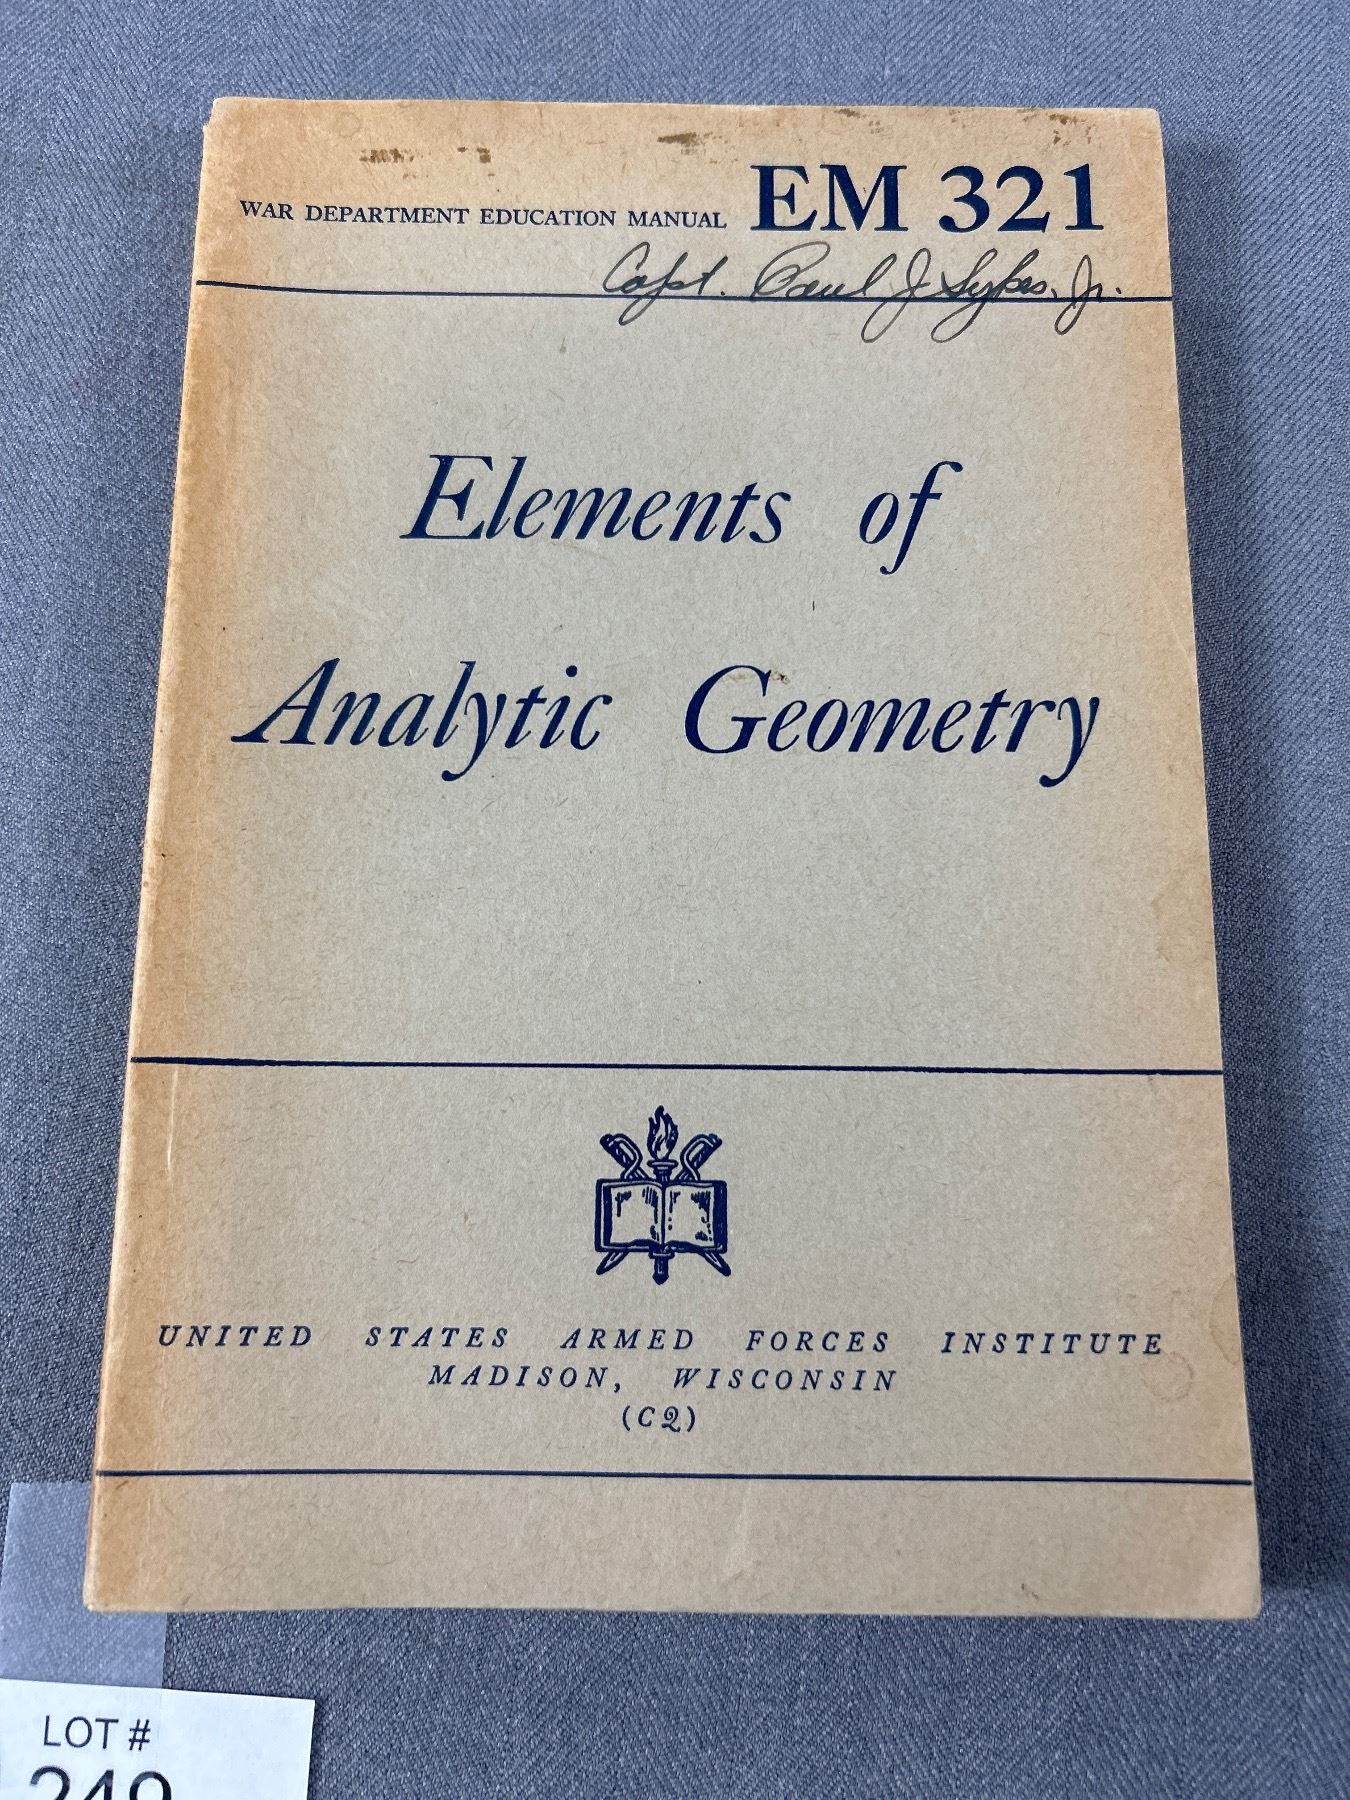 WAR DEPARTMENT EDUCATION MANUAL EM 321
Capt. Paul J Sykes, Jr.
Elements of
Analytic Geometry
UNITED STATES ARMED FORCES INSTITUTE
MADISON, WISCONSIN
(C2)
LOT #
249